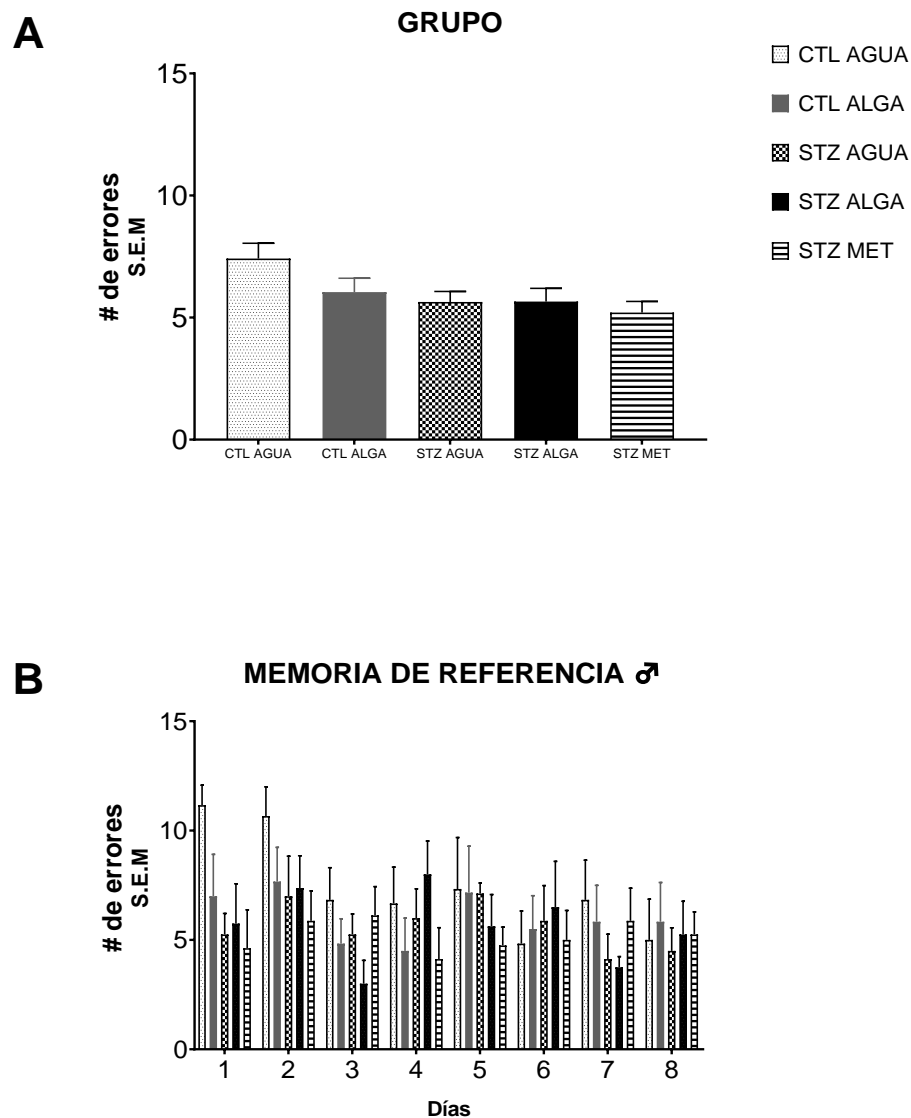 A
GRUPO
CTL AGUA
CTL ALGA
STZ AGUA
STZ ALGA
STZ MET
# de errores
S.E.M
15
10
5
0
CTL AGUA
CTL ALGA
STZ AGUA
STZ ALGA
STZ MET
B
MEMORIA DE REFERENCIA ♂
# de errores
S.E.M
15
10
5
0
1 2 3 4 5 6 7 8
Días